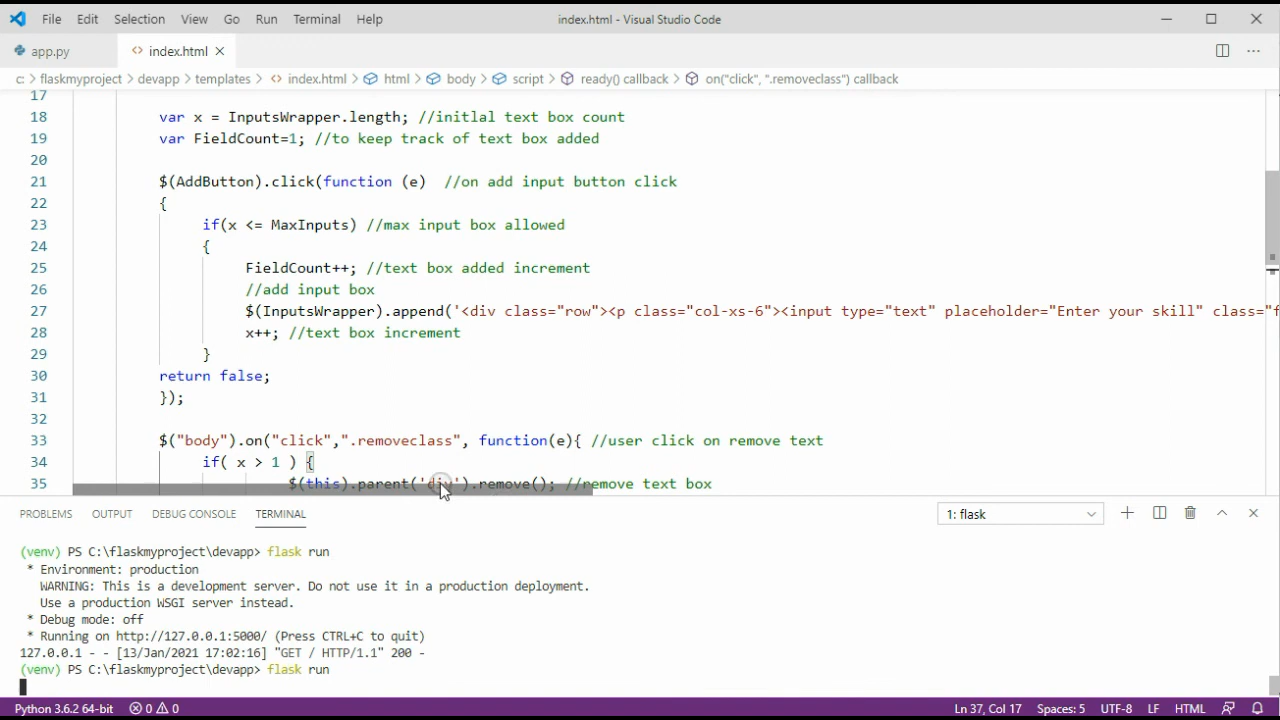 File Edit Selection View Go Run Terminal Help index.html - Visual Studio Code
app.py <> index.html
c: > flaskmyproject > devapp > templates > <> index.html > html > body > script > ready() callback > on("click", ".removeclass") callback
17
18 var x = InputsWrapper.length; //initlal text box count
19 var FieldCount=1; //to keep track of text box added
20
21 $(AddButton).click(function (e)  //on add input button click
22 {
23 if(x <= MaxInputs) //max input box allowed
24 {
25 FieldCount++; //text box added increment
26 //add input box
27 $(InputsWrapper).append('<div class="row"><p class="col-xs-6"><input type="text" placeholder="Enter your skill" class="f
28 x++; //text box increment
29 }
30 return false;
31 });
32
33 $("body").on("click",".removeclass", function(e){ //user click on remove text
34 if( x > 1 ) {
35 $(this).parent('div').remove(); //remove text box
PROBLEMS OUTPUT DEBUG CONSOLE TERMINAL 1: flask
(venv) PS C:\flaskmyproject\devapp> flask run
* Environment: production
WARNING: This is a development server. Do not use it in a production deployment.
Use a production WSGI server instead.
* Debug mode: off
* Running on http://127.0.0.1:5000/ (Press CTRL+C to quit)
127.0.0.1 - - [13/Jan/2021 17:02:16] "GET / HTTP/1.1" 200 -
(venv) PS C:\flaskmyproject\devapp> flask run
Python 3.6.2 64-bit 0 0 Ln 37, Col 17 Spaces: 5 UTF-8 LF HTML